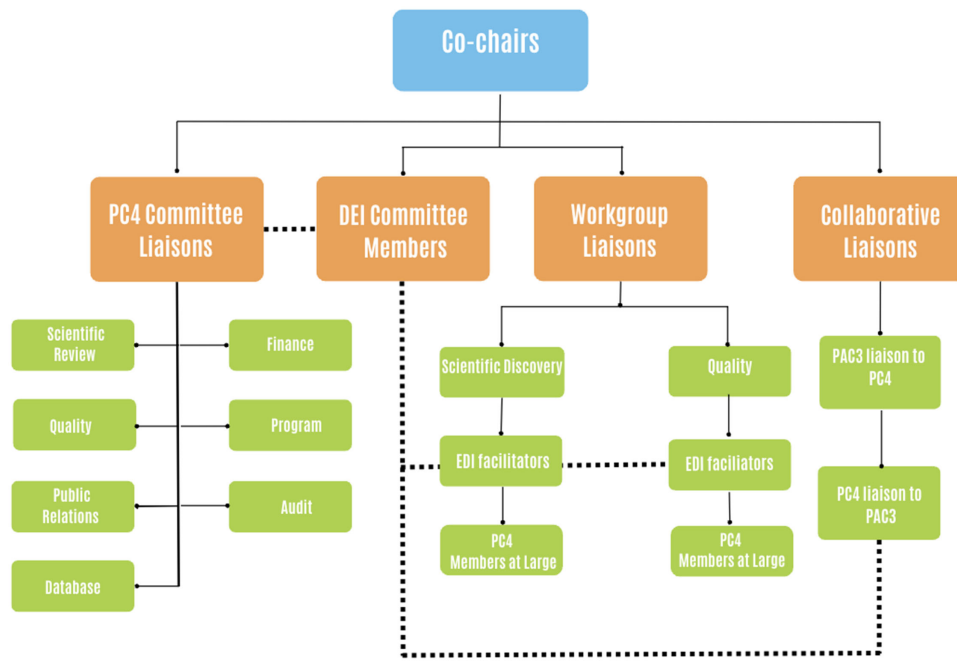 Co-chairs
PC4 Committee
Liaisons
DEI Committee
Members
Workgroup
Liaisons
Collaborative
Liaisons
Scientific
Review
Finance
Quality
Program
Public
Relations
Audit
Database
Scientific Discovery
Quality
EDI facilitators
EDI faciliators
PC4
Members at Large
PC4
Members at Large
PAC3 liaison to
PC4
PC4 liaison to
PAC3